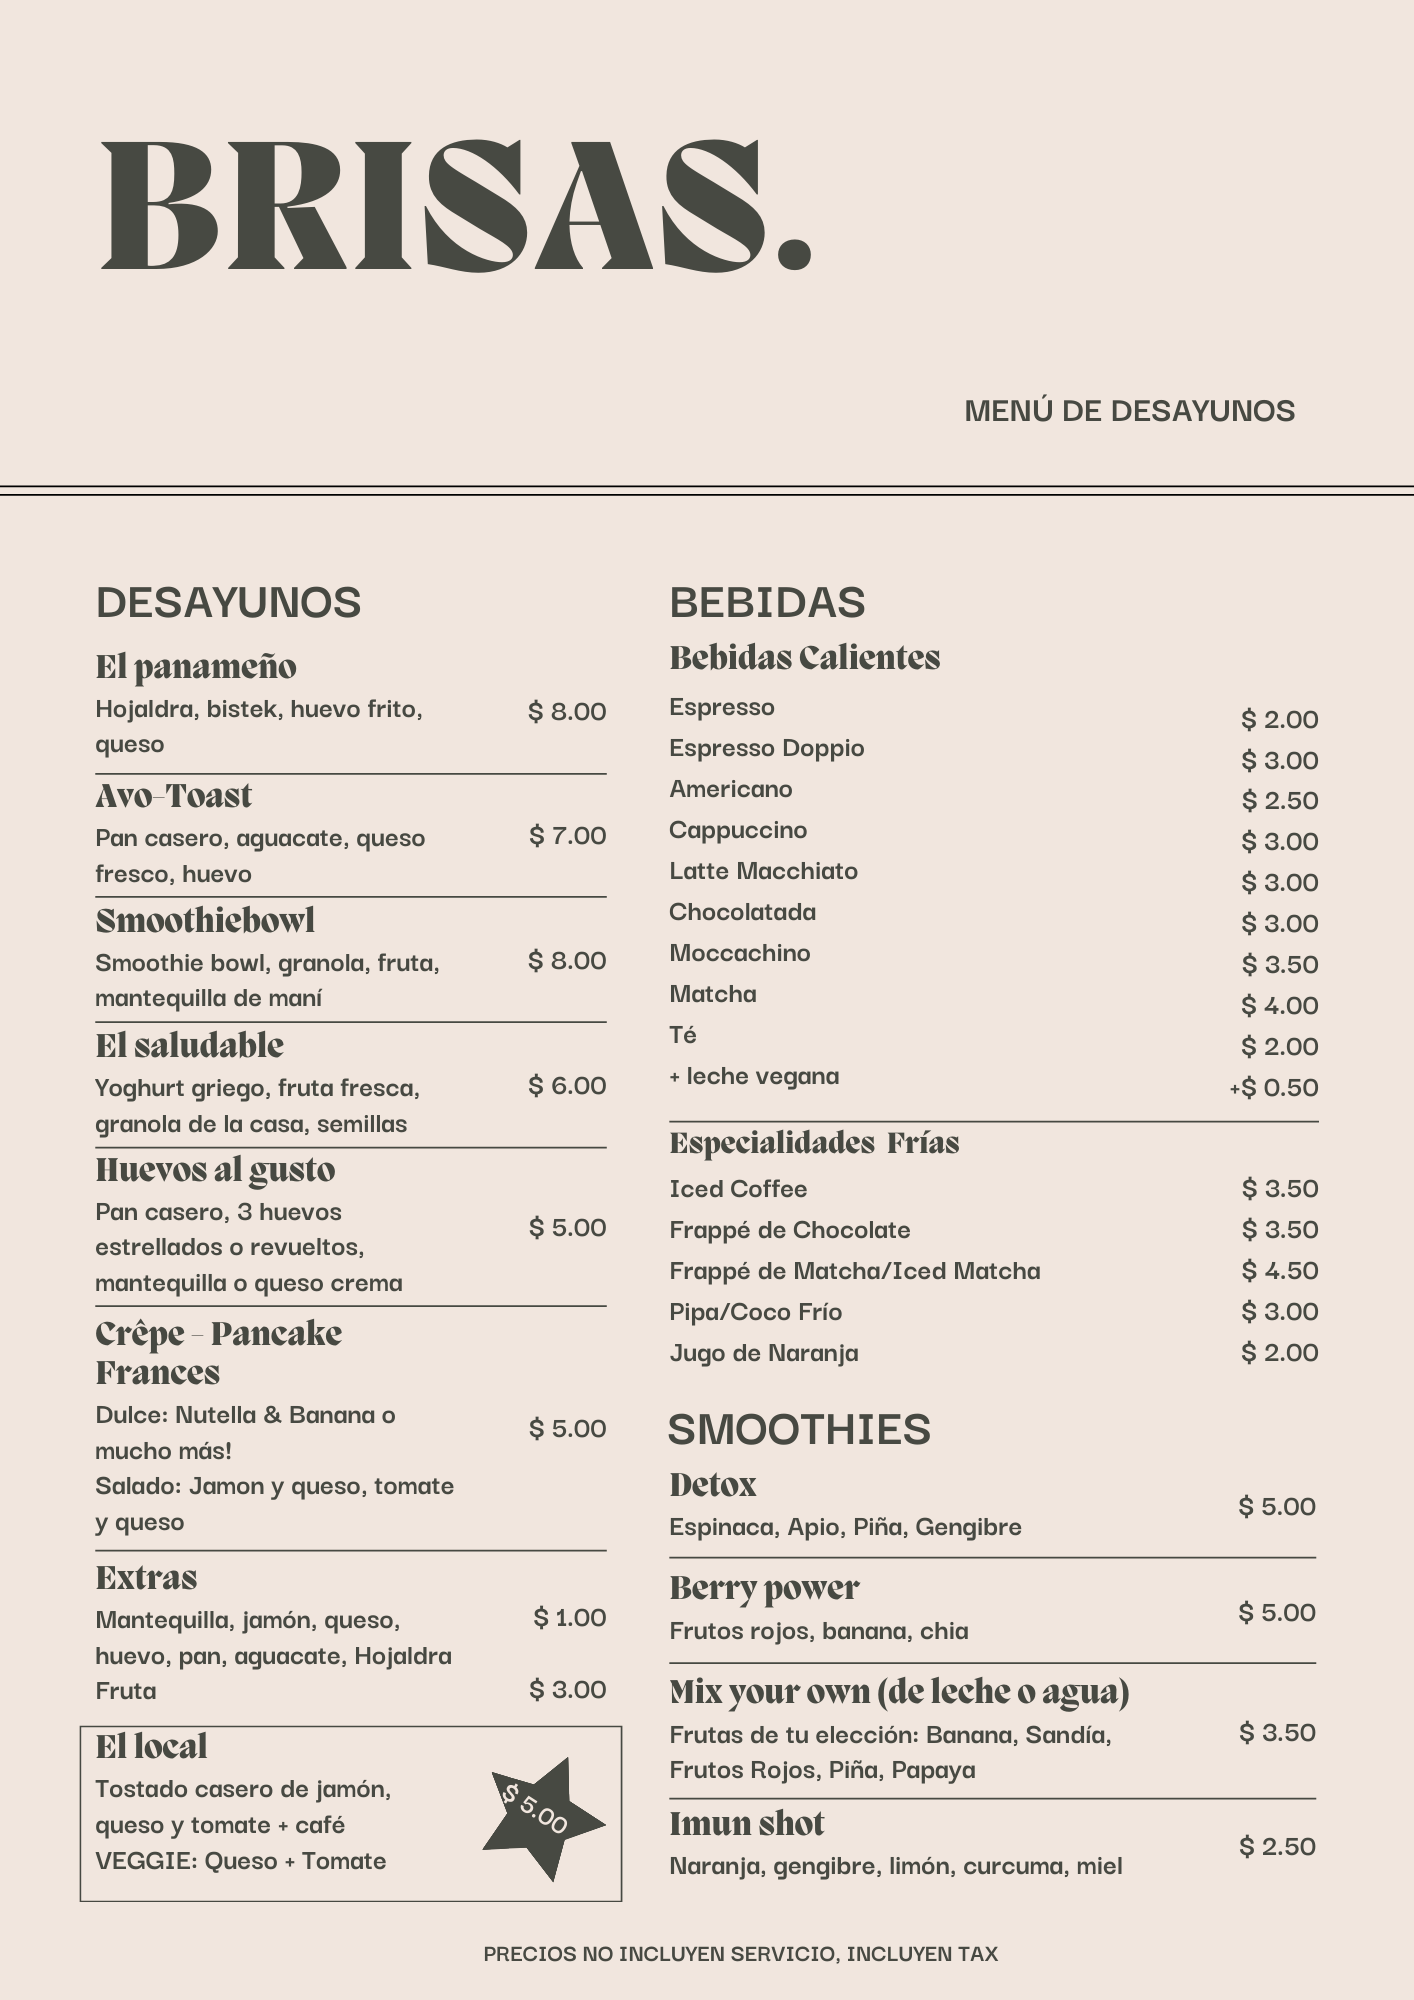 BRISAS.
MENÚ DE DESAYUNOS
DESAYUNOS
El panameño
Hojaldra, bistek, huevo frito,
queso
$ 8.00
Avo-Toast
Pan casero, aguacate, queso
fresco, huevo
$ 7.00
Smoothiebowl
Smoothie bowl, granola, fruta,
mantequilla de maní
$ 8.00
El saludable
Yoghurt griego, fruta fresca,
granola de la casa, semillas
$ 6.00
Huevos al gusto
Pan casero, 3 huevos
estrellados o revueltos,
mantequilla o queso crema
$ 5.00
Crêpe - Pancake
Frances
Dulce: Nutella & Banana o
mucho más!
Salado: Jamon y queso, tomate
y queso
$ 5.00
Extras
Mantequilla, jamón, queso,
huevo, pan, aguacate, Hojaldra
$ 1.00
Fruta $ 3.00
El local
Tostado casero de jamón,
queso y tomate + café
VEGGIE: Queso + Tomate
$ 5.00
BEBIDAS
Bebidas Calientes
Espresso $ 2.00
Espresso Doppio $ 3.00
Americano $ 2.50
Cappuccino $ 3.00
Latte Macchiato $ 3.00
Chocolatada $ 3.00
Moccachino $ 3.50
Matcha $ 4.00
Té $ 2.00
+ leche vegana +$ 0.50
Especialidades Frías
Iced Coffee $ 3.50
Frappé de Chocolate $ 3.50
Frappé de Matcha/Iced Matcha $ 4.50
Pipa/Coco Frío $ 3.00
Jugo de Naranja $ 2.00
SMOOTHIES
Detox
Espinaca, Apio, Piña, Gengibre
$ 5.00
Berry power
Frutos rojos, banana, chia
$ 5.00
Mix your own (de leche o agua)
Frutas de tu elección: Banana, Sandía,
Frutos Rojos, Piña, Papaya
$ 3.50
Imun shot
Naranja, gengibre, limón, curcuma, miel
$ 2.50
PRECIOS NO INCLUYEN SERVICIO, INCLUYEN TAX